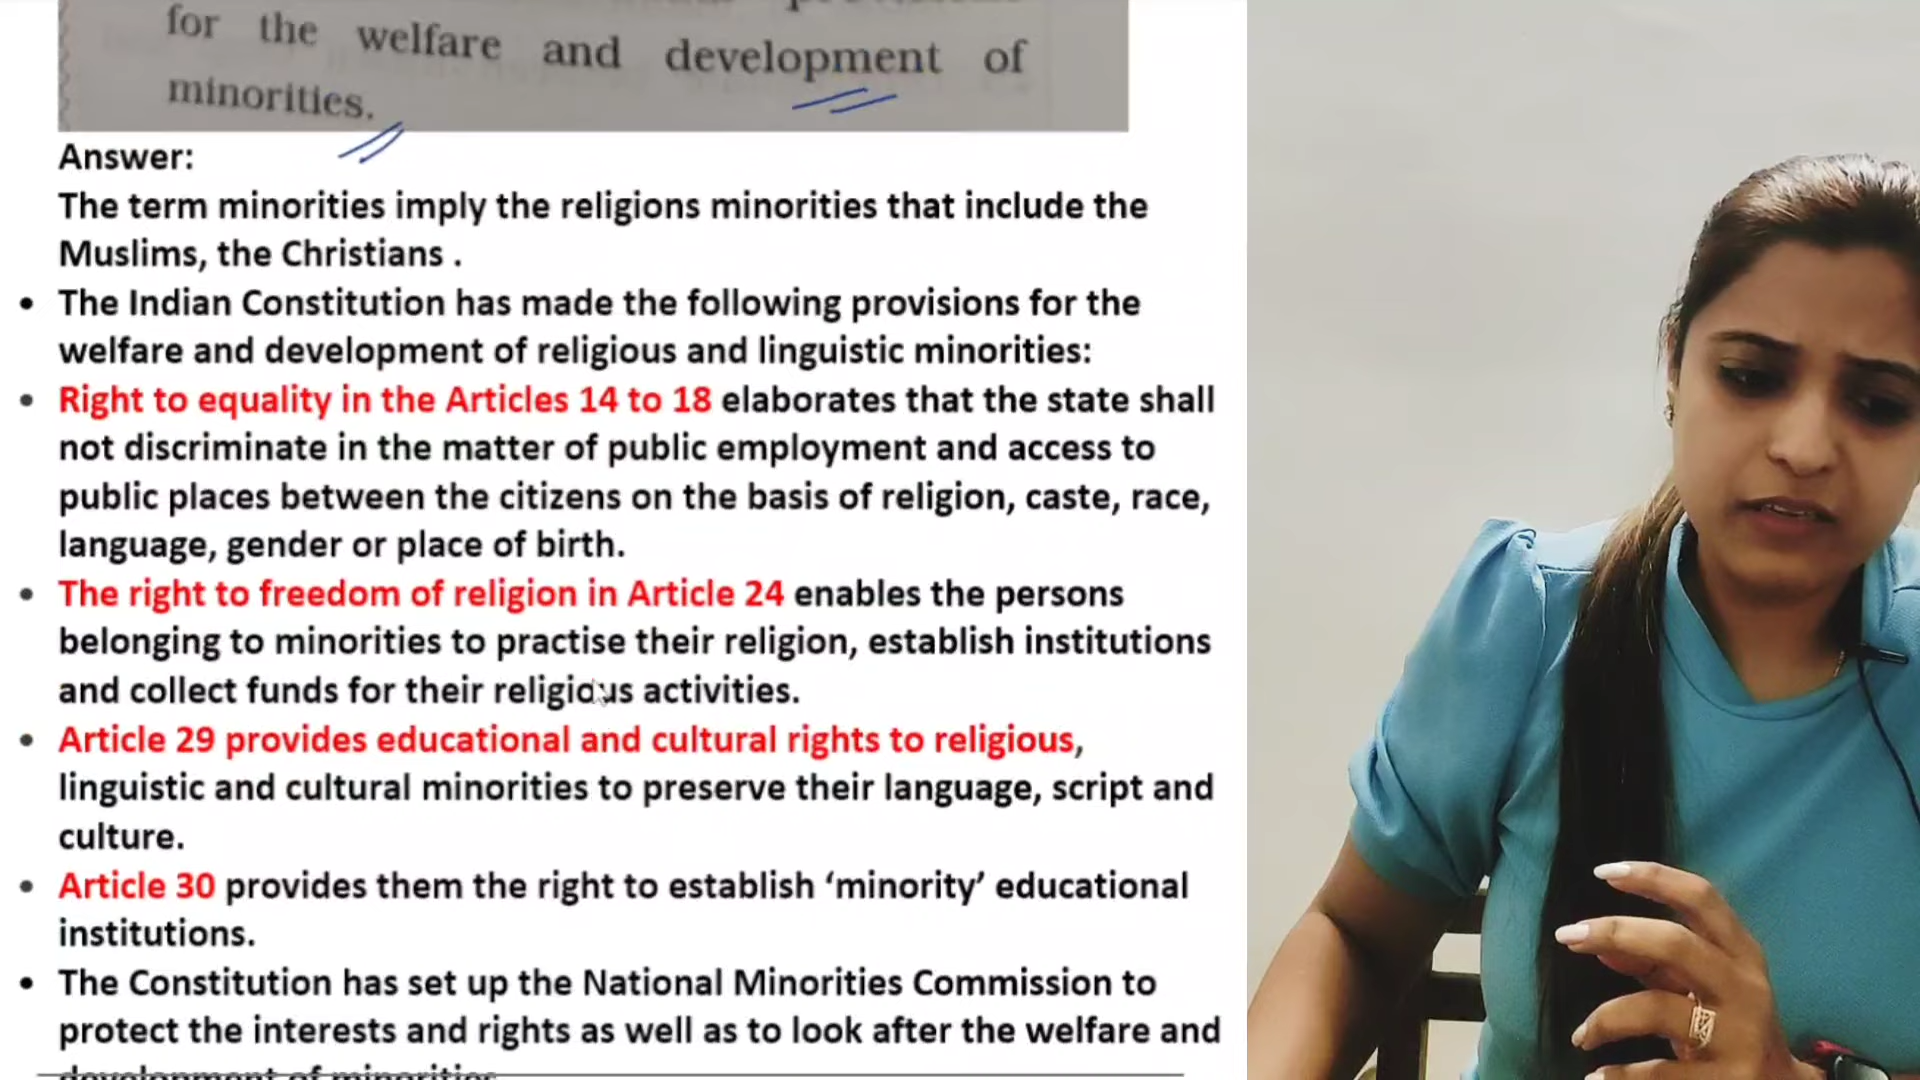 for the welfare and development of
minorities.
Answer:
The term minorities imply the religions minorities that include the
Muslims, the Christians .
• The Indian Constitution has made the following provisions for the
welfare and development of religious and linguistic minorities:
• Right to equality in the Articles 14 to 18 elaborates that the state shall
not discriminate in the matter of public employment and access to
public places between the citizens on the basis of religion, caste, race,
language, gender or place of birth.
• The right to freedom of religion in Article 24 enables the persons
belonging to minorities to practise their religion, establish institutions
and collect funds for their religious activities.
• Article 29 provides educational and cultural rights to religious,
linguistic and cultural minorities to preserve their language, script and
culture.
• Article 30 provides them the right to establish ‘minority’ educational
institutions.
• The Constitution has set up the National Minorities Commission to
protect the interests and rights as well as to look after the welfare and
development of minorities